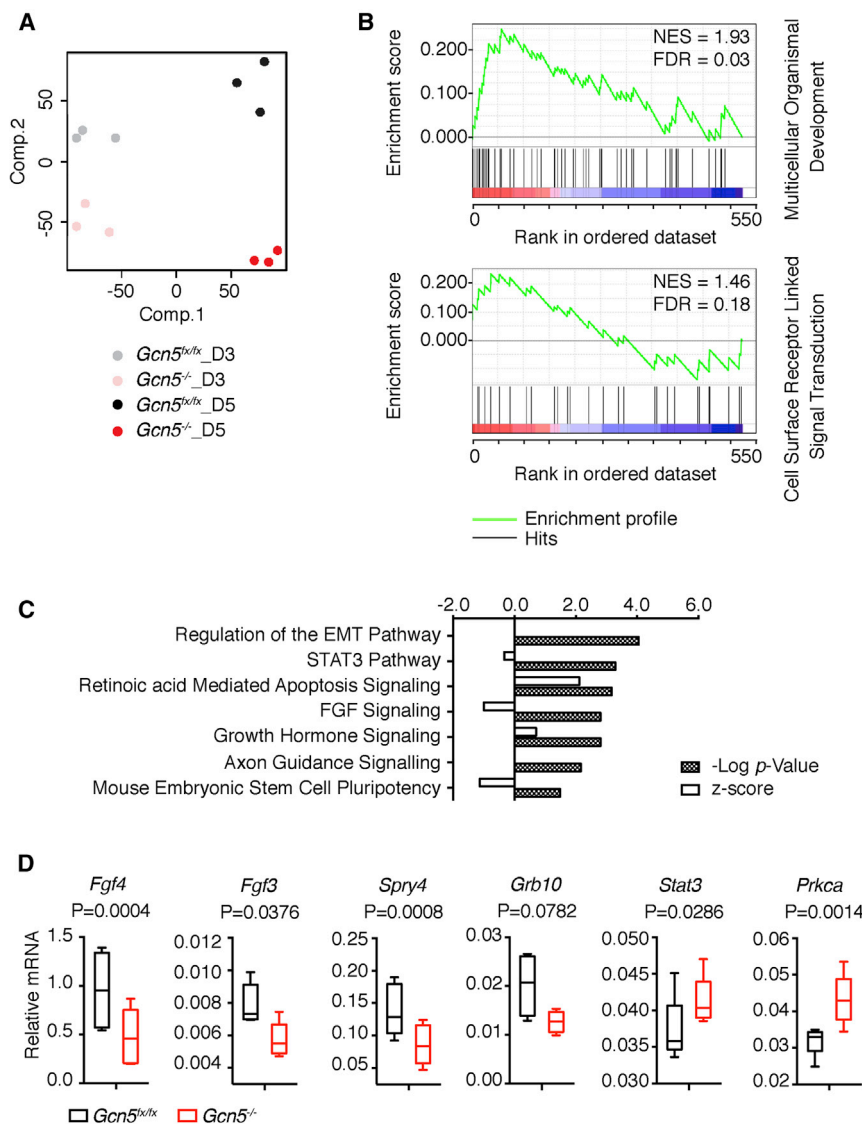 A
Comp.2
50
0
-50
-50
0
50
Comp.1
Gcn5fx/fx_D3
Gcn5-/-_D3
Gcn5fx/fx_D5
Gcn5-/-_D5
B
Enrichment score
0.200
0.100
0.000
NES = 1.93
FDR = 0.03
0
550
Rank in ordered dataset
Multicellular Organismal
Development
Enrichment score
0.200
0.100
0.000
NES = 1.46
FDR = 0.18
0
550
Rank in ordered dataset
Cell Surface Receptor Linked
Signal Transduction
Enrichment profile
Hits
C
-2.0
0.0
2.0
4.0
6.0
Regulation of the EMT Pathway
STAT3 Pathway
Retinoic acid Mediated Apoptosis Signaling
FGF Signaling
Growth Hormone Signaling
Axon Guidance Signalling
Mouse Embryonic Stem Cell Pluripotency
-Log p-Value
z-score
D
Relative mRNA
Fgf4
P=0.0004
1.5
1.0
0.5
0.0
Fgf3
P=0.0376
0.012
0.010
0.008
0.006
0.004
Spry4
P=0.0008
0.25
0.20
0.15
0.10
0.05
Grb10
P=0.0782
0.03
0.02
0.01
0.00
Stat3
P=0.0286
0.050
0.045
0.040
0.035
0.030
Prkca
P=0.0014
0.06
0.05
0.04
0.03
0.02
Gcn5fx/fx
Gcn5-/-